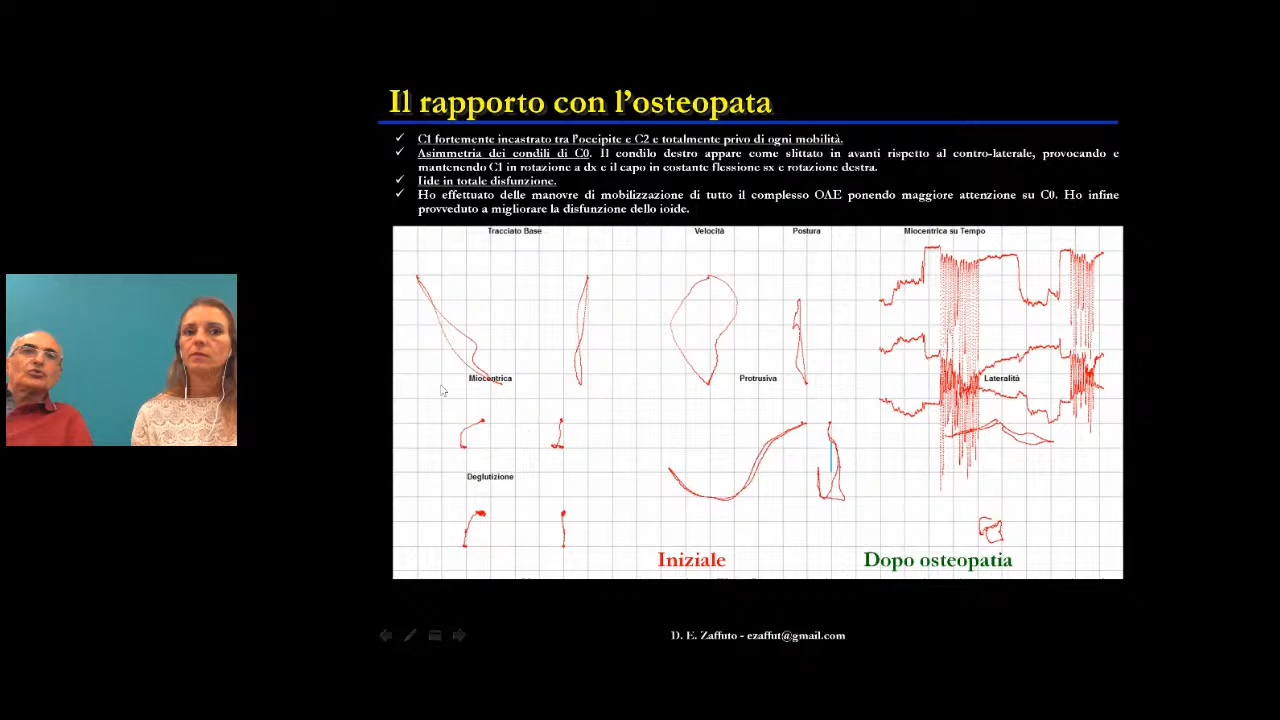 Il rapporto con l'osteopata
✓ C1 fortemente incastrato tra l'occipite e C2 e totalmente privo di ogni mobilità.
✓ Asimmetria dei condili di C0. Il condilo destro appare come slittato in avanti rispetto al contro-laterale, provocando e
mantenendo C1 in rotazione a dx e il capo in costante flessione sx e rotazione destra.
✓ Iide in totale disfunzione.
✓ Ho effettuato delle manovre di mobilizzazione di tutto il complesso OAE ponendo maggiore attenzione su C0. Ho infine
provveduto a migliorare la disfunzione dello ioide.
Tracciato Base Velocità Postura Miocentrica su Tempo
Miocentrica Protrusiva Lateralità
Deglutizione
Iniziale Dopo osteopatia
D. E. Zaffuto - ezaffut@gmail.com